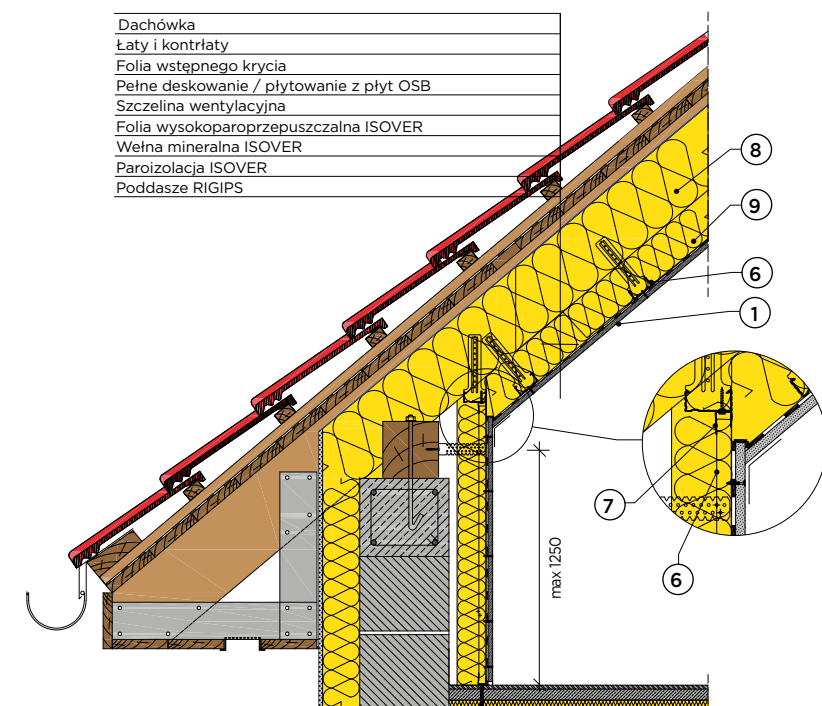 Dachówka
Łaty i kontrłaty
Folia wstępnego krycia
Pełne deskowanie / płytowanie z płyt OSB
Szczelina wentylacyjna
Folia wysokoparoprzepuszczalna ISOVER
Wełna mineralna ISOVER
Paroizolacja ISOVER
Poddasze RIGIPS
8
9
6
1
7
6
max 1250